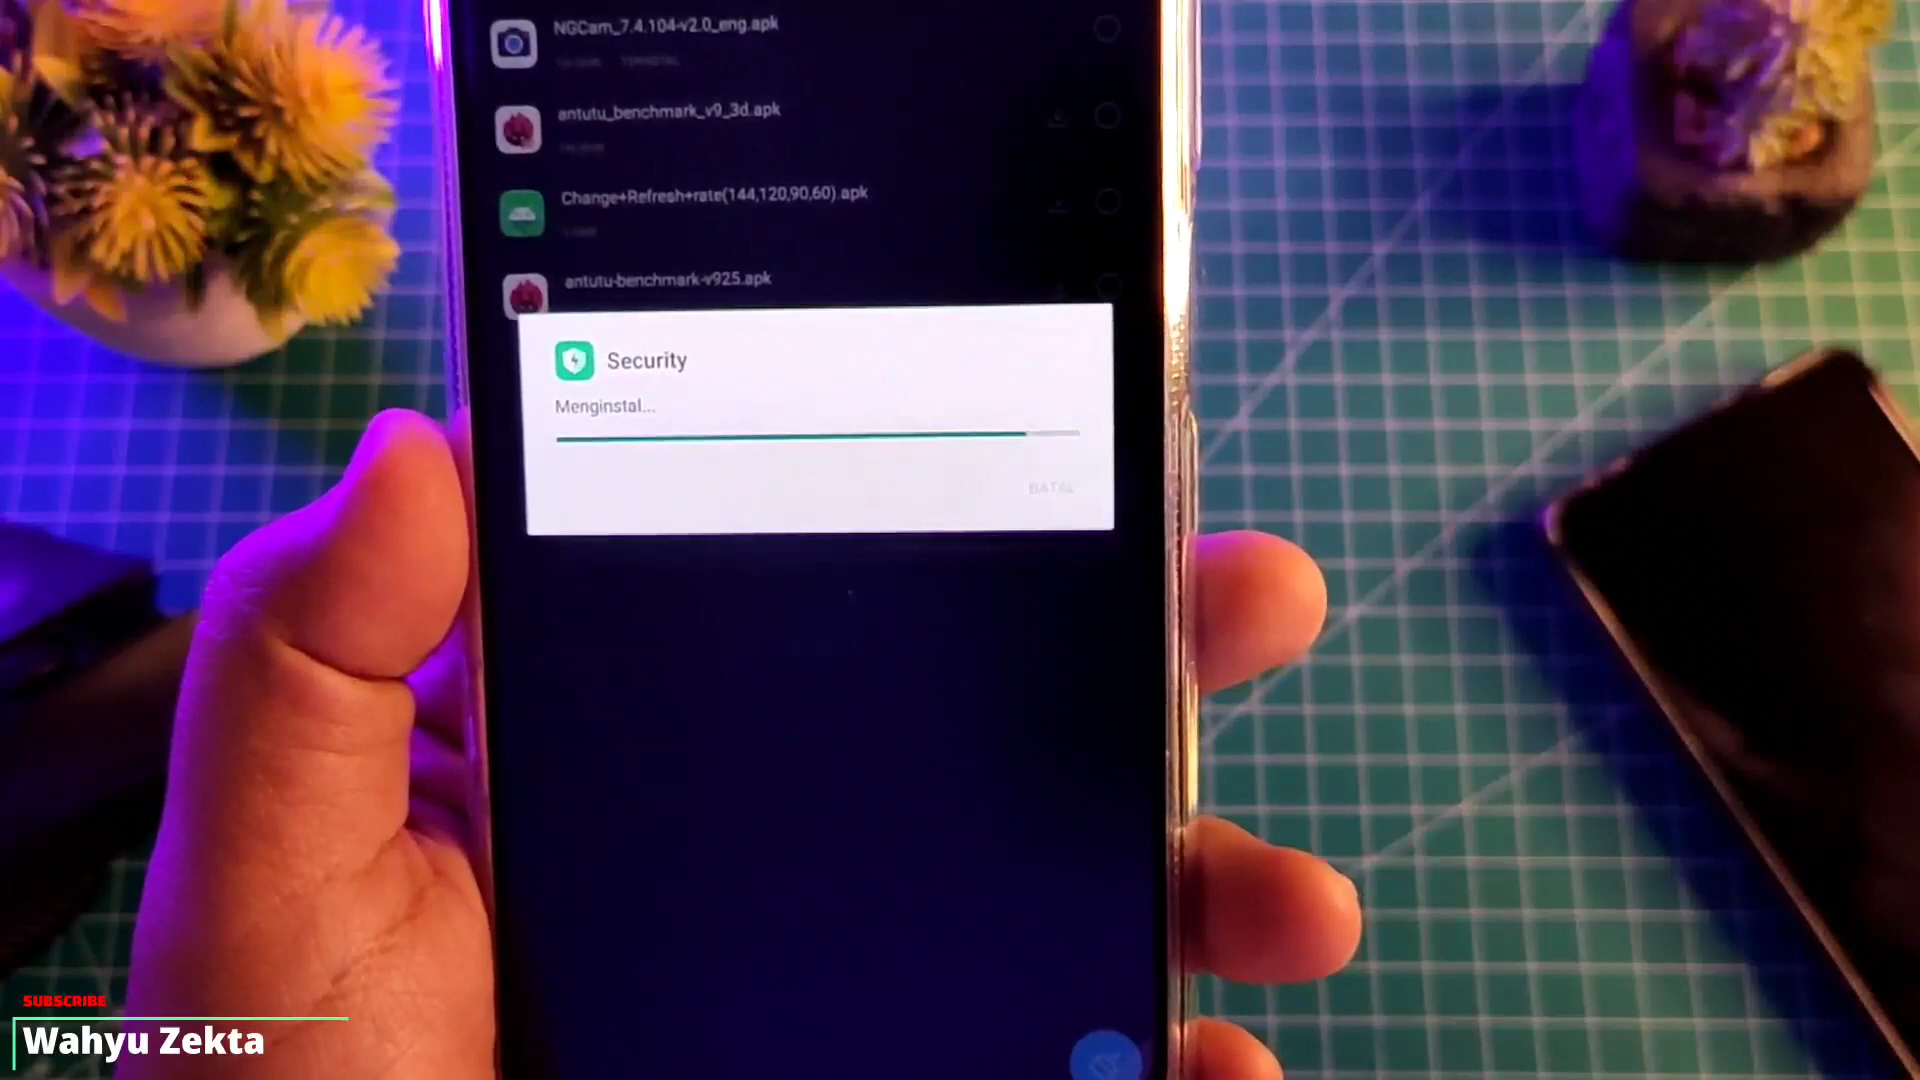 NGCam_7.4.104-v2.0_eng.apk
antutu_benchmark_v9_3d.apk
Change+Refresh+rate(144,120,90,60).apk
antutu-benchmark-v925.apk
Security
Menginstal...
BATAL
SUBSCRIBE
Wahyu Zekta